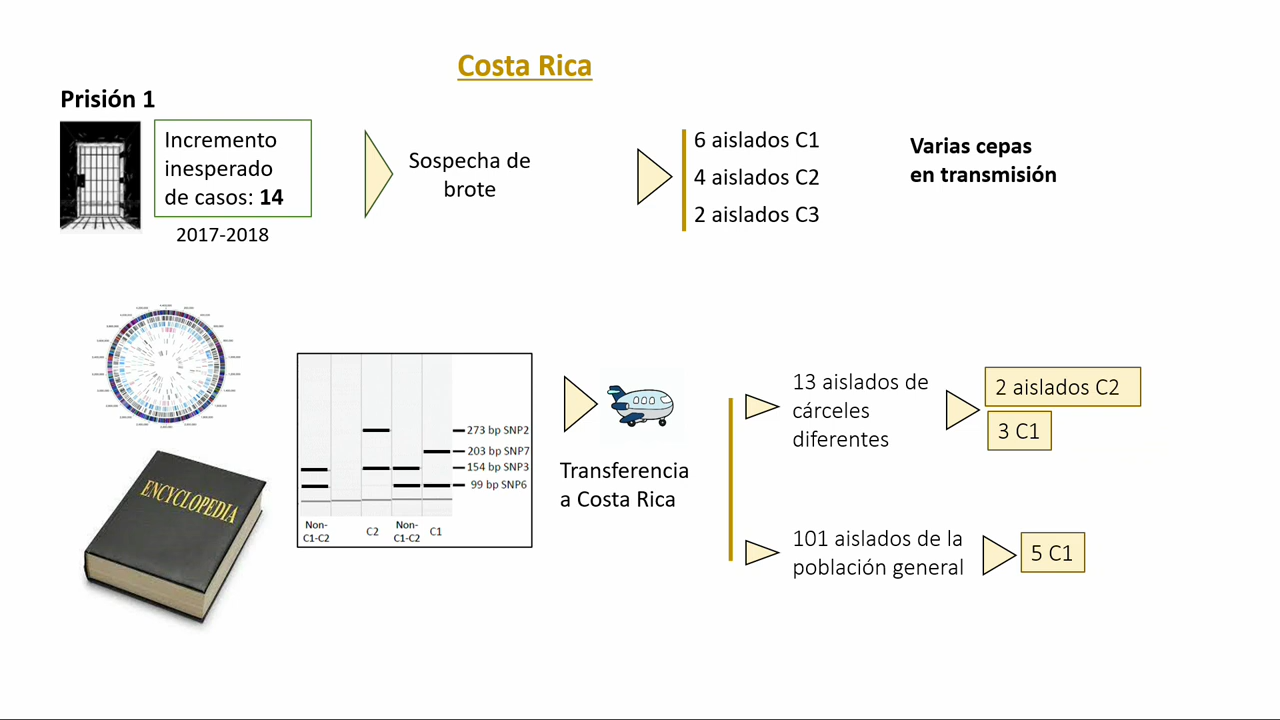 Costa Rica
Prisión 1
Incremento
inesperado
de casos: 14
2017-2018
Sospecha de
brote
6 aislados C1
4 aislados C2
2 aislados C3
Varias cepas
en transmisión
ENCYCLOPEDIA
273 bp SNP2
203 bp SNP7
154 bp SNP3
99 bp SNP6
Non-
C1-C2
C2
Non-
C1-C2
C1
Transferencia
a Costa Rica
13 aislados de
cárceles
diferentes
2 aislados C2
3 C1
101 aislados de la
población general
5 C1